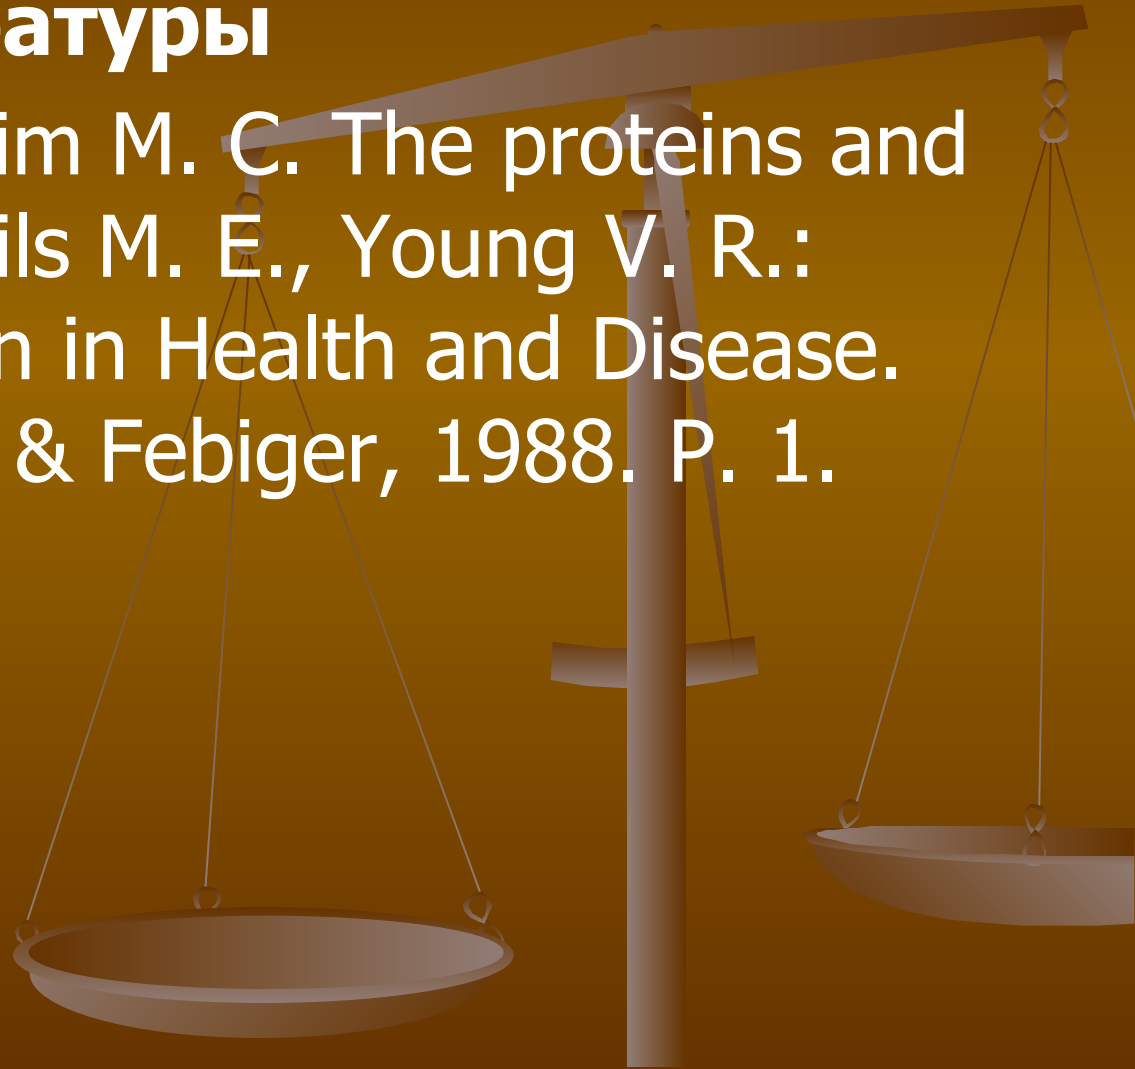 атуры
im M. C. The proteins and
ils M. E., Young V. R.:
n in Health and Disease.
& Febiger, 1988. P. 1.